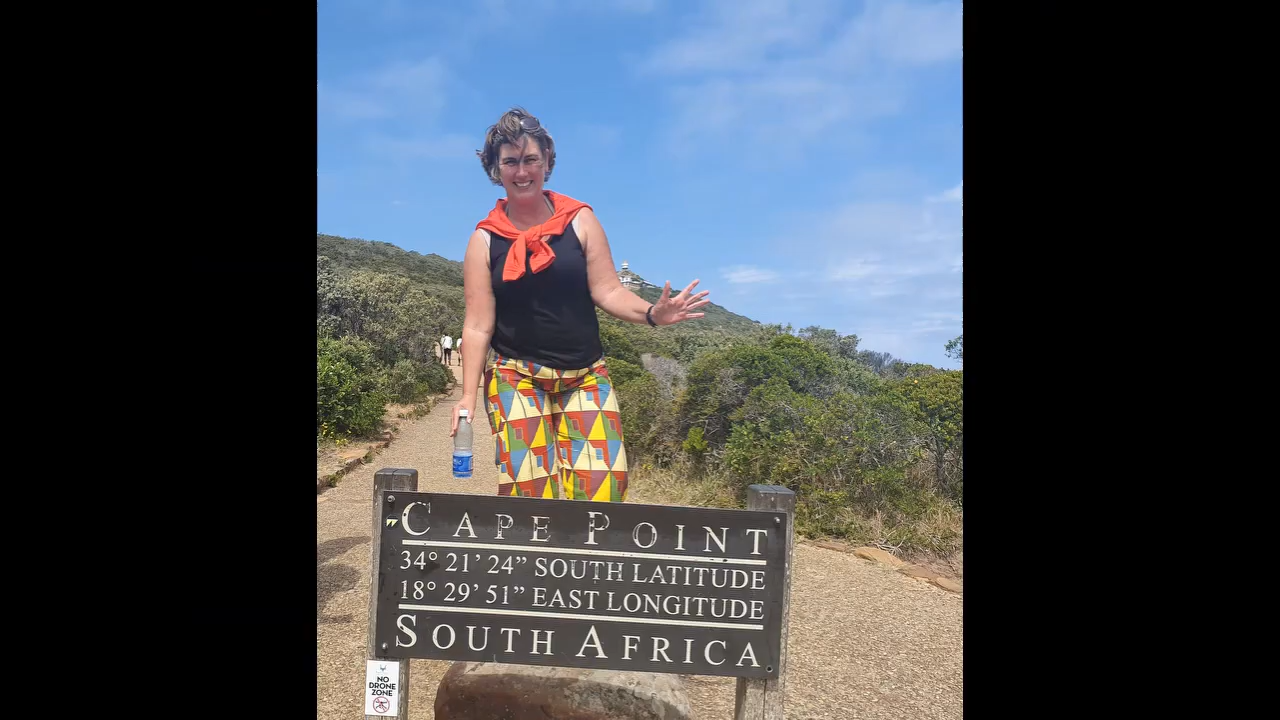 CAPE POINT
34° 21' 24” SOUTH LATITUDE
18° 29' 51” EAST LONGITUDE
SOUTH AFRICA
NO
DRONE
ZONE